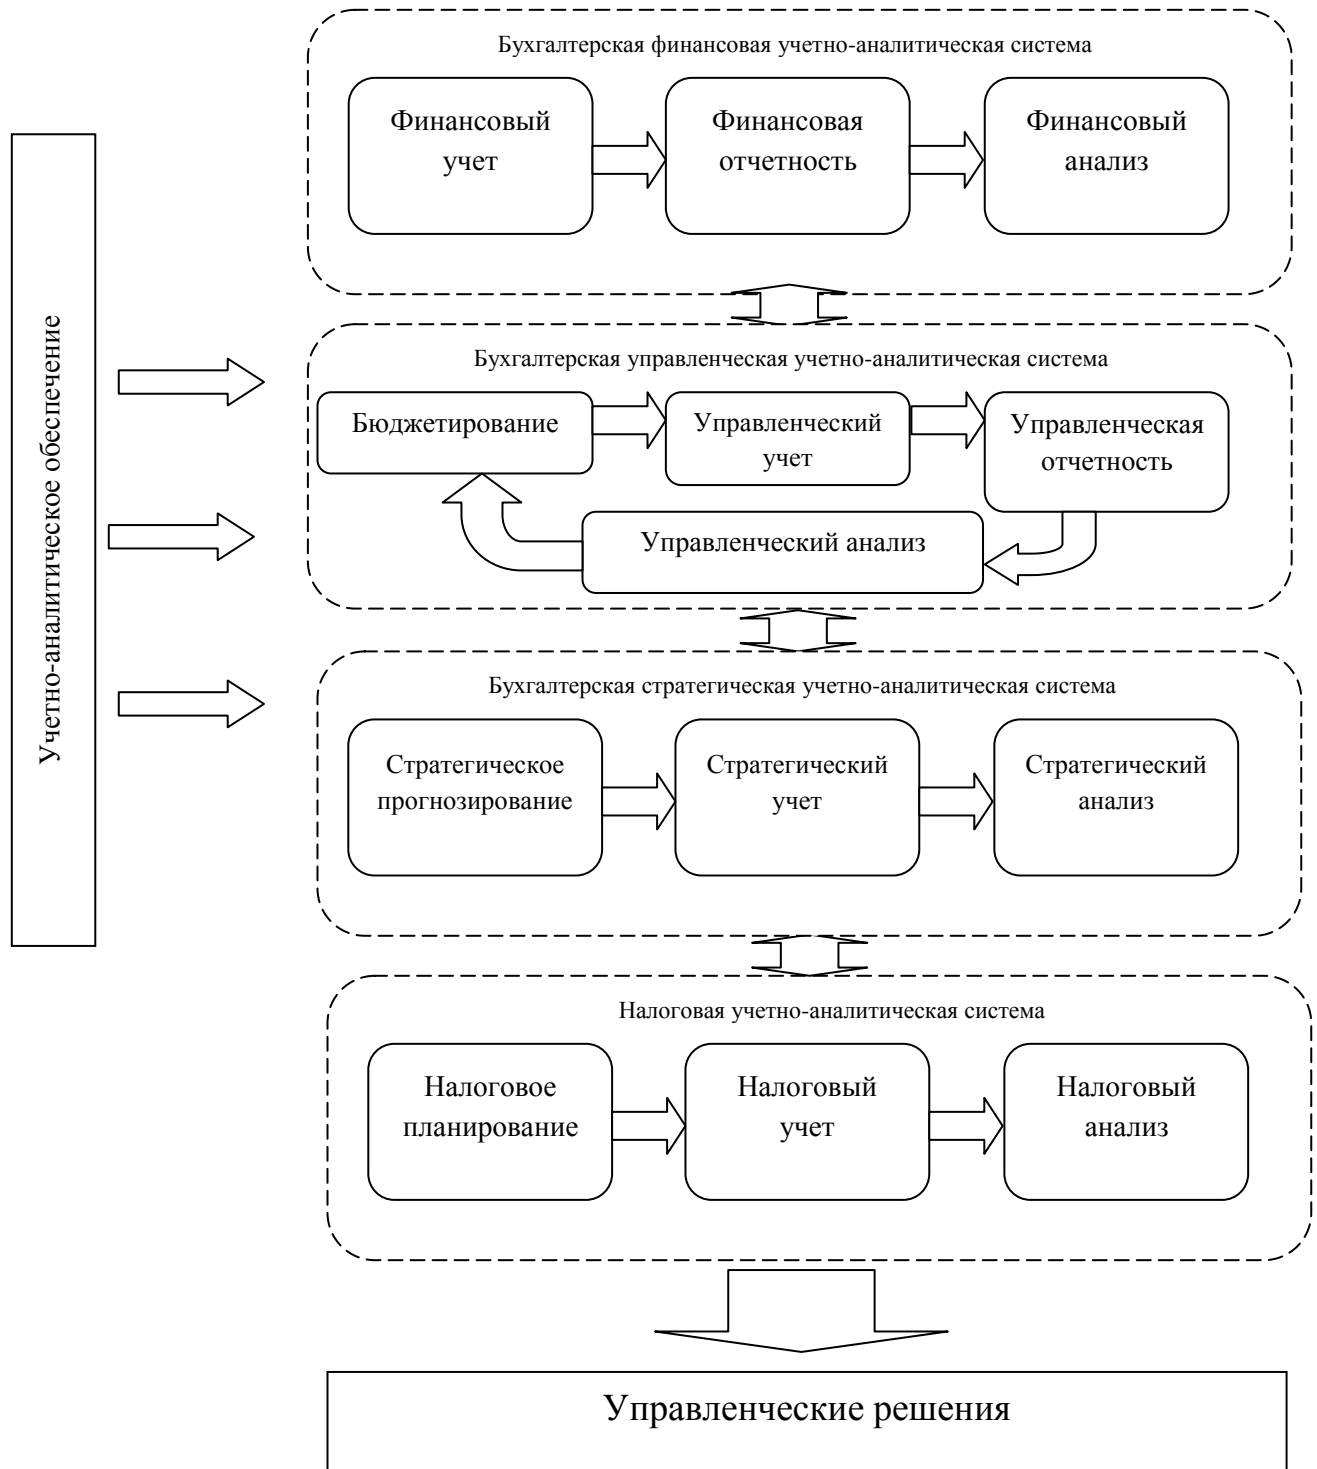 Учетно-аналитическое обеспечение
Бухгалтерская финансовая учетно-аналитическая система
Финансовый
учет
Финансовая
отчетность
Финансовый
анализ
Бухгалтерская управленческая учетно-аналитическая система
Бюджетирование
Управленческий
учет
Управленческая
отчетность
Управленческий анализ
Бухгалтерская стратегическая учетно-аналитическая система
Стратегическое
прогнозирование
Стратегический
учет
Стратегический
анализ
Налоговая учетно-аналитическая система
Налоговое
планирование
Налоговый
учет
Налоговый
анализ
Управленческие решения